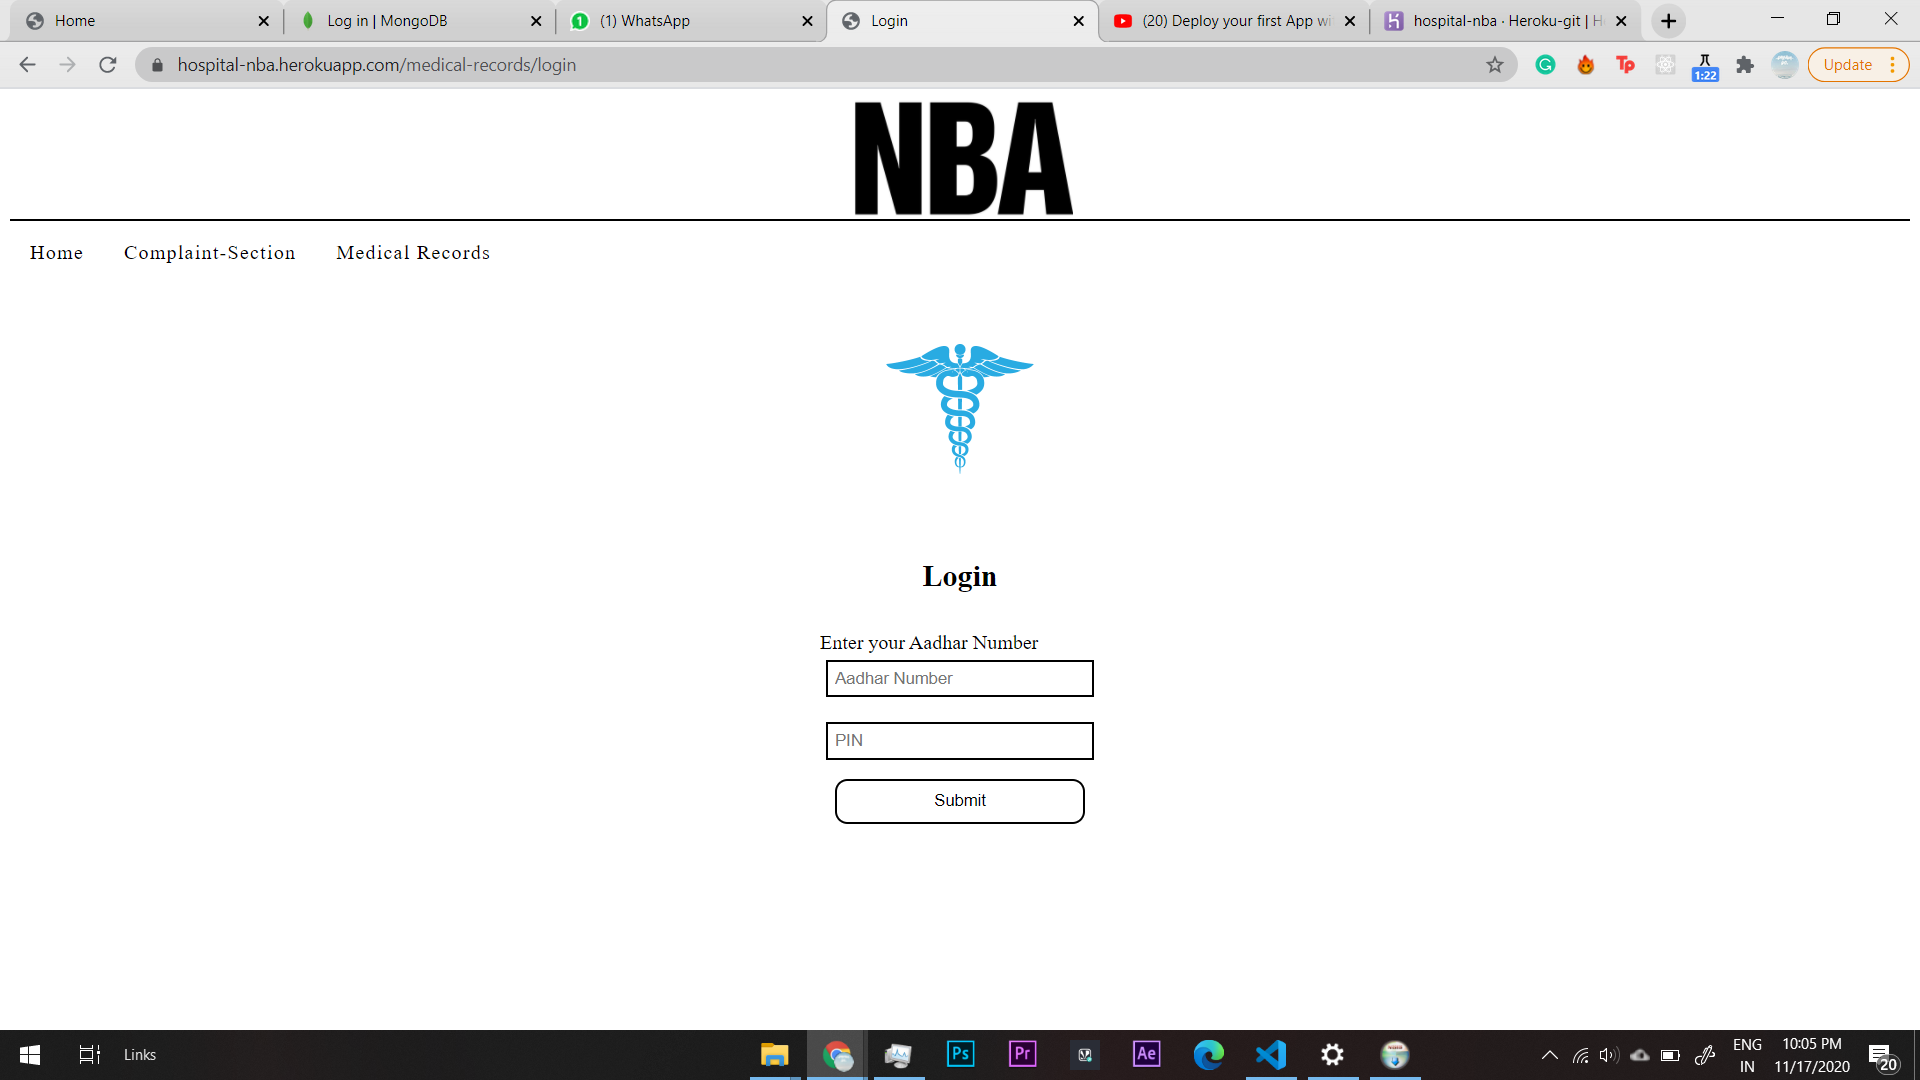 Home
Log in | MongoDB
(1) WhatsApp
Login
(20) Deploy your first App wi
hospital-nba · Heroku-git | H
hospital-nba.herokuapp.com/medical-records/login
1:22
Update
NBA
Home Complaint-Section Medical Records
Login
Enter your Aadhar Number
Aadhar Number
PIN
Submit
Links
Ps
Pr
Ae
ENG
IN
10:05 PM
11/17/2020
20